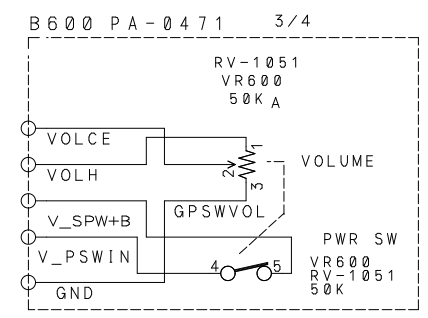 B600 PA-0471 3/4
RV-1051
VR600
50K A
VOLCE
1
2
VOLUME
VOLH
3
GPSWVOL
V_SPW+B
PWR SW
V_PSWIN
4 5
VR600
RV-1051
50K
GND